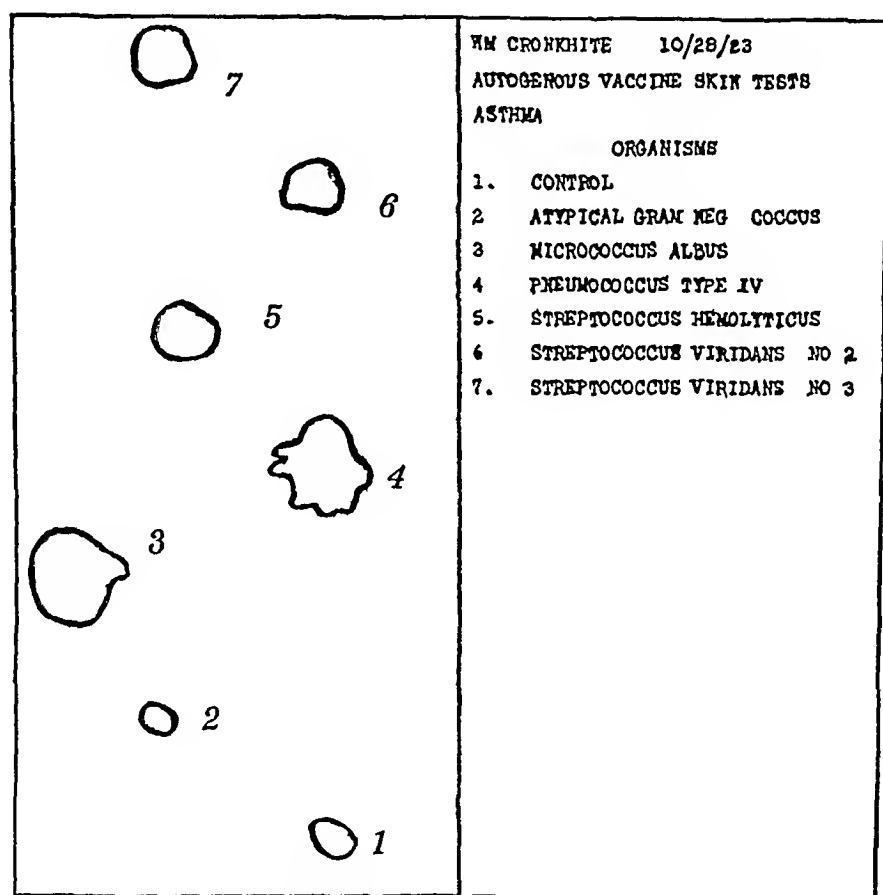 WM CRONKHITE 10/28/23
AUTOGENOUS VACCINE SKIN TESTS
ASTHMA
ORGANISMS
1. CONTROL
2 ATYPICAL GRAM NEG COCCUS
3 MICROCOCCUS ALBUS
4 PNEUMOCOCCUS TYPE IV
5. STREPTOCOCCUS HEMOLYTICUS
6 STREPTOCOCCUS VIRIDANS NO 2
7. STREPTOCOCCUS VIRIDANS NO 3
7
6
5
4
3
2
1